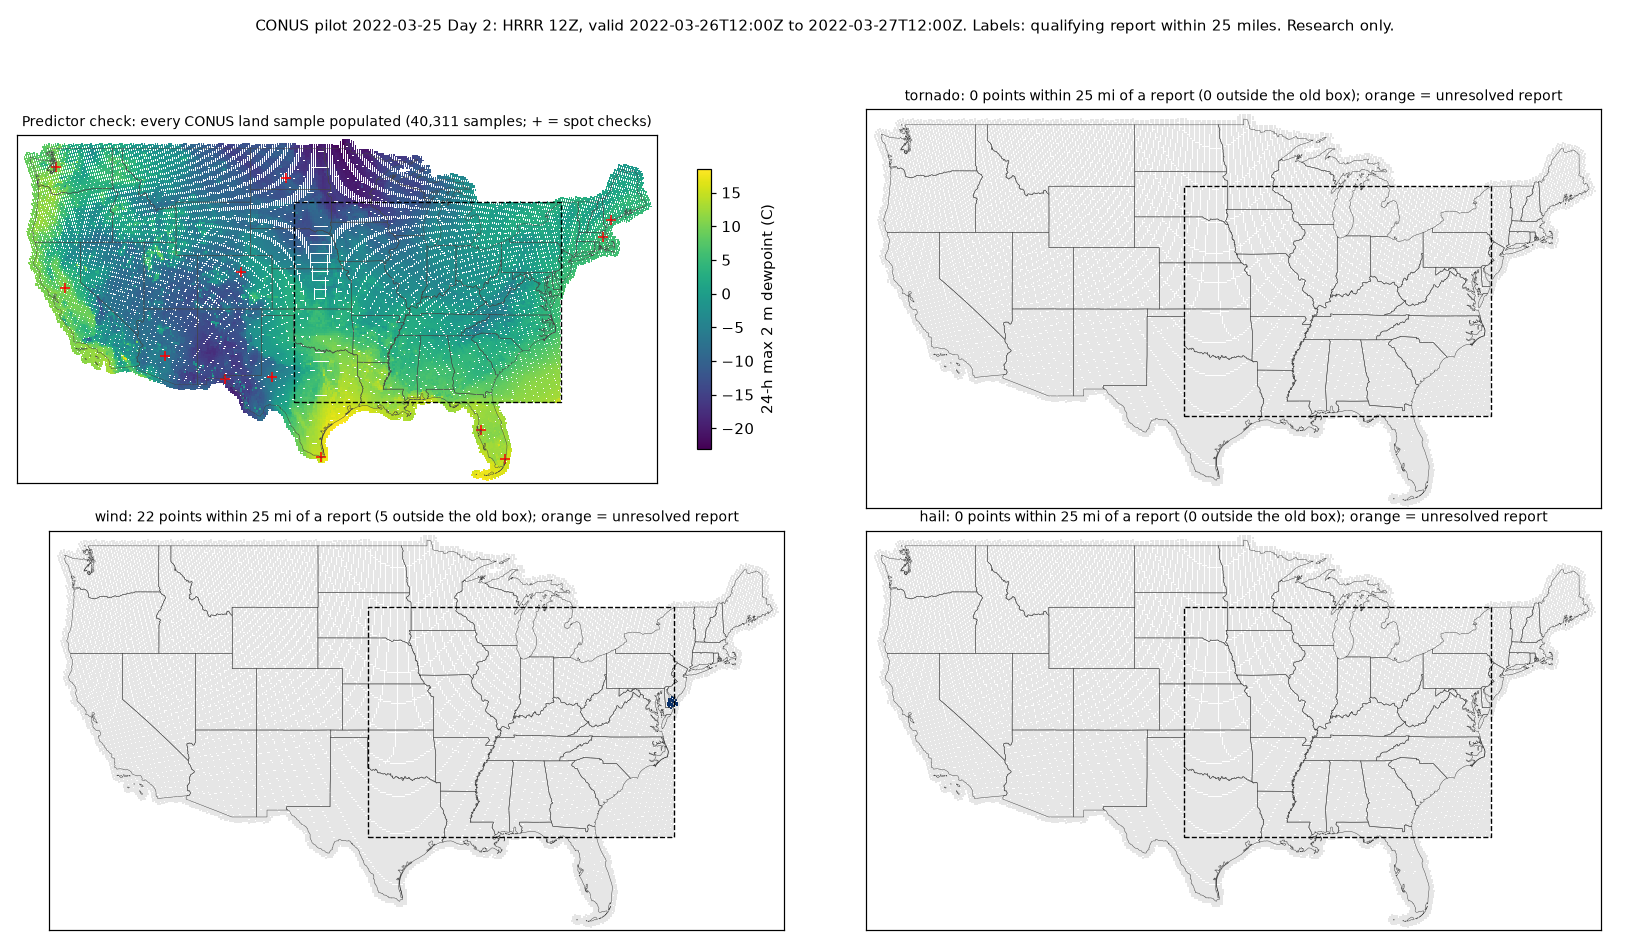 CONUS pilot 2022-03-25 Day 2: HRRR 12Z, valid 2022-03-26T12:00Z to 2022-03-27T12:00Z. Labels: qualifying report within 25 miles. Research only.
Predictor check: every CONUS land sample populated (40,311 samples; + = spot checks)
15
10
5
0
−5
−10
−15
−20
24-h max 2 m dewpoint (C)
tornado: 0 points within 25 mi of a report (0 outside the old box); orange = unresolved report
wind: 22 points within 25 mi of a report (5 outside the old box); orange = unresolved report
hail: 0 points within 25 mi of a report (0 outside the old box); orange = unresolved report